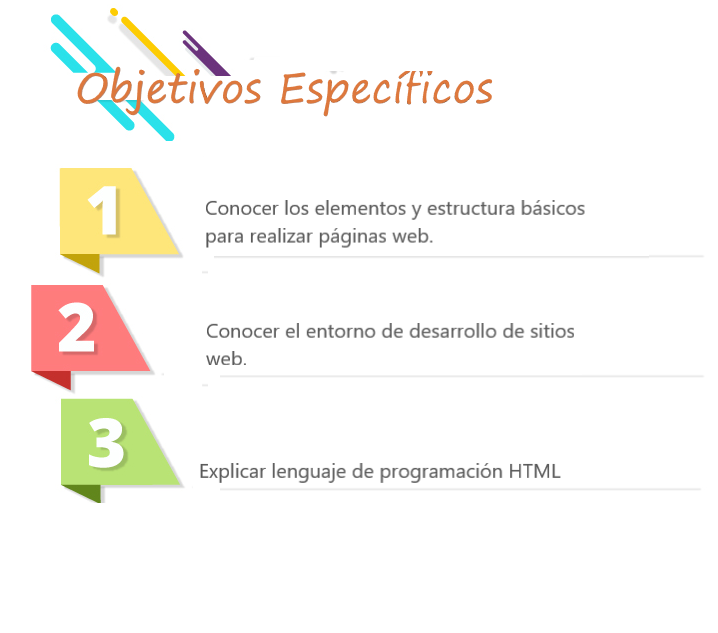 Objetivos Específicos
1
Conocer los elementos y estructura básicos
para realizar páginas web.
2
Conocer el entorno de desarrollo de sitios
web.
3
Explicar lenguaje de programación HTML